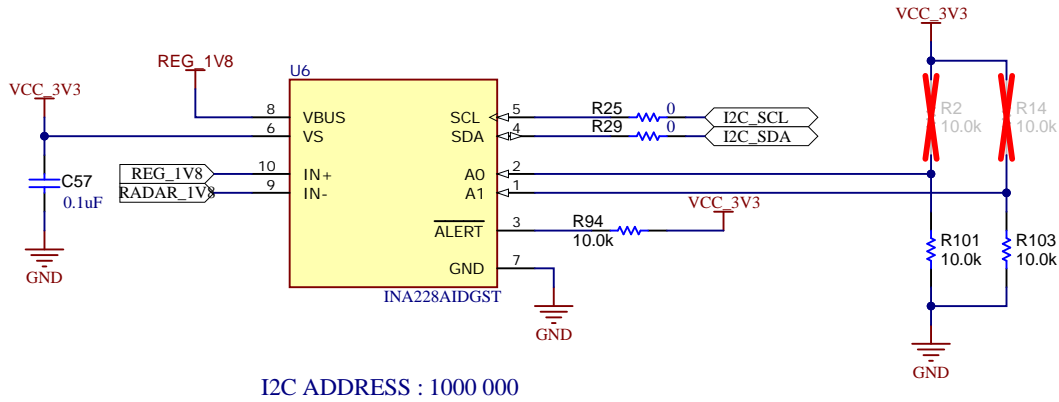 VCC_3V3
REG_1V8
U6
VCC_3V3
8
VBUS
6
VS
SCL
5
R25
0
I2C_SCL
SDA
4
R29
0
I2C_SDA
R2
10.0k
R14
10.0k
C57
0.1uF
GND
REG_1V8
10
IN+
RADAR_1V8
9
IN-
A0
2
A1
1
ALERT
3
R94
10.0k
VCC_3V3
R101
10.0k
R103
10.0k
GND
7
GND
INA228AIDGST
GND
I2C ADDRESS : 1000 000